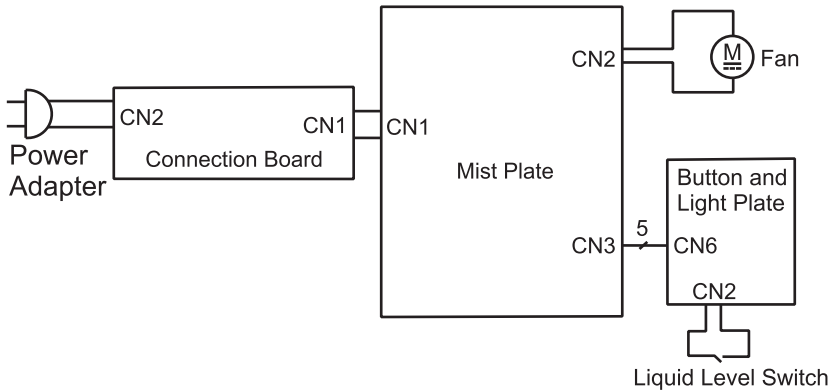 CN2
M
Fan
CN2
CN1
CN1
Power
Adapter
Connection Board
Mist Plate
Button and
Light Plate
CN3
5
CN6
CN2
Liquid Level Switch